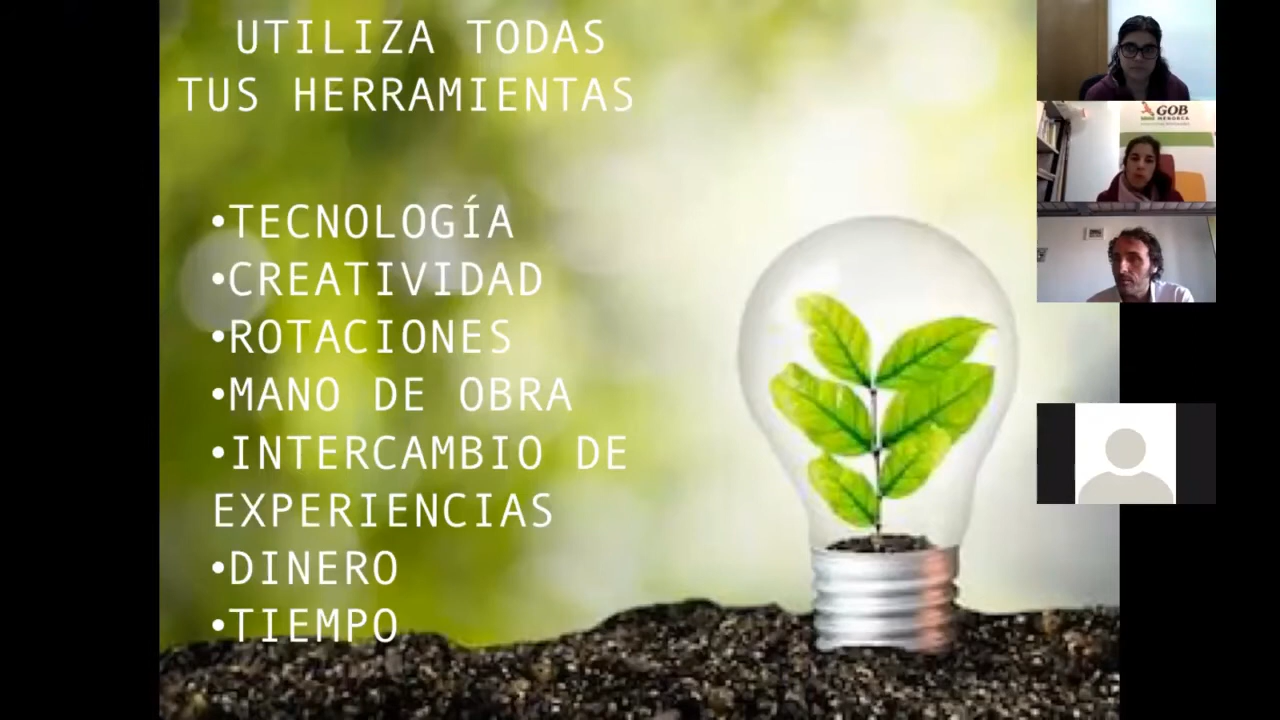 UTILIZA TODAS
TUS HERRAMIENTAS
•TECNOLOGÍA
•CREATIVIDAD
•ROTACIONES
•MANO DE OBRA
•INTERCAMBIO DE
EXPERIENCIAS
•DINERO
•TIEMPO
GOB
MENORCA